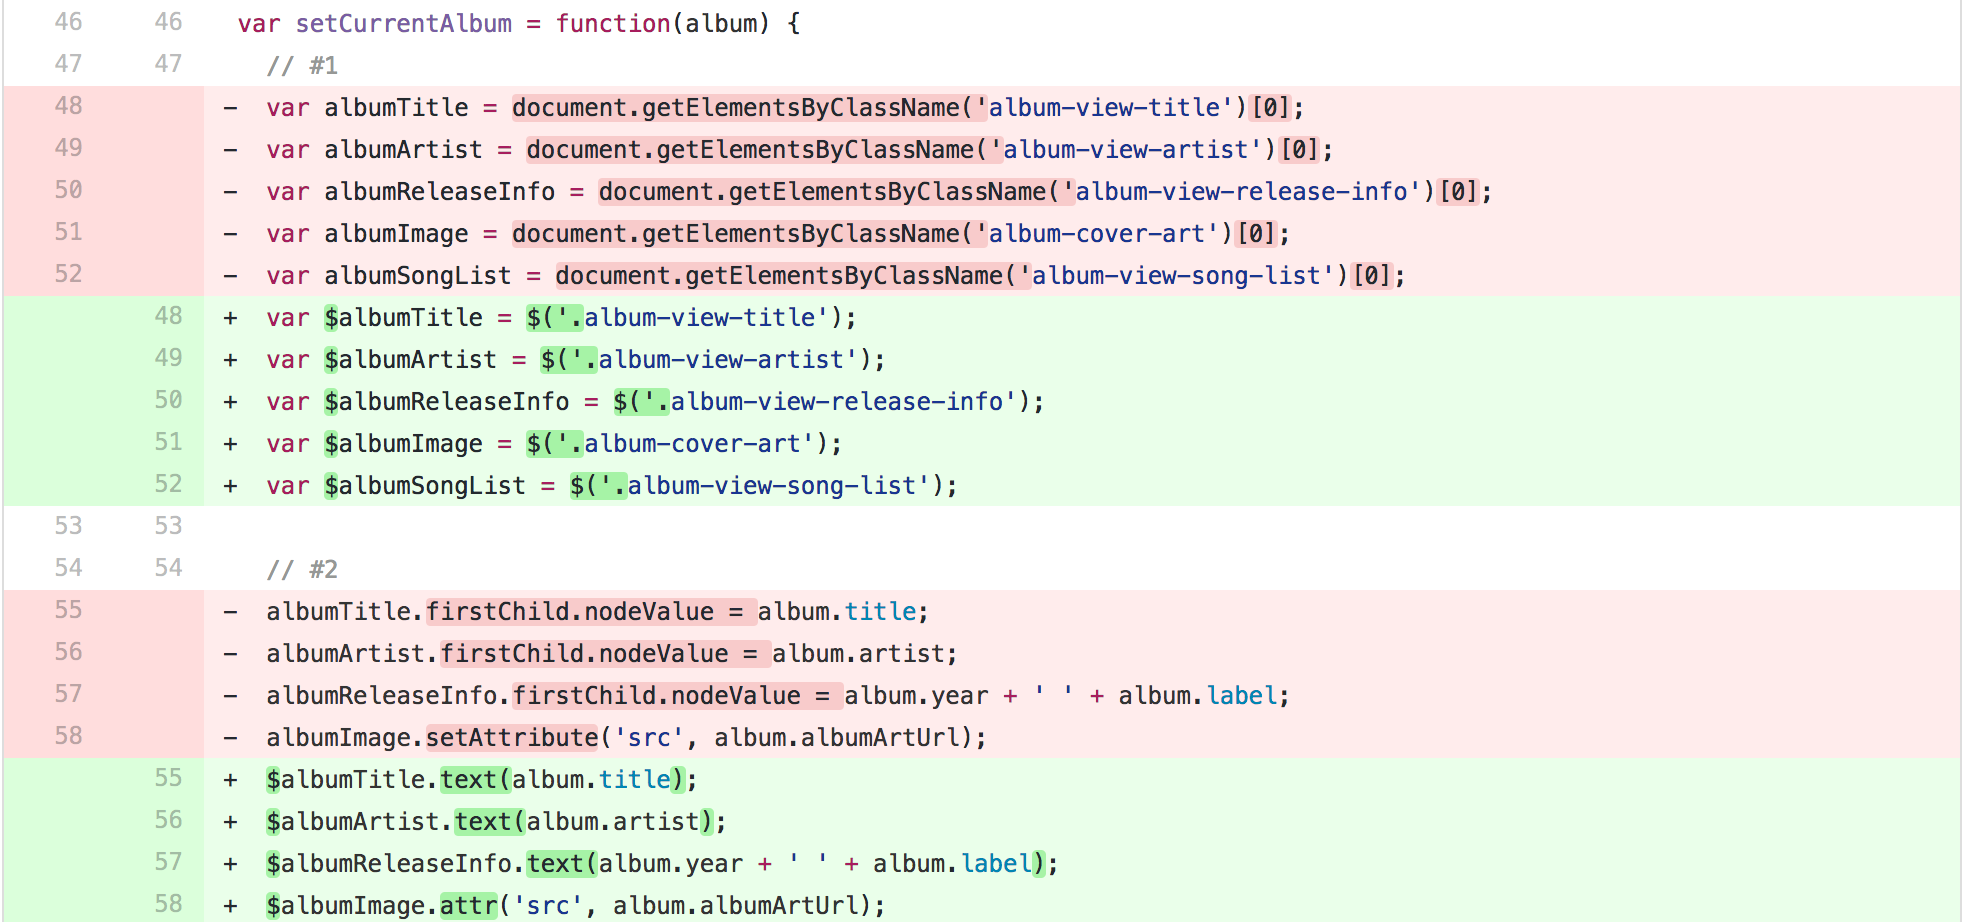 46 46 var setCurrentAlbum = function(album) {
47 47 // #1
48 - var albumTitle = document.getElementsByClassName('album-view-title')[0];
49 - var albumArtist = document.getElementsByClassName('album-view-artist')[0];
50 - var albumReleaseInfo = document.getElementsByClassName('album-view-release-info')[0];
51 - var albumImage = document.getElementsByClassName('album-cover-art')[0];
52 - var albumSongList = document.getElementsByClassName('album-view-song-list')[0];
48 + var $albumTitle = $('.album-view-title');
49 + var $albumArtist = $('.album-view-artist');
50 + var $albumReleaseInfo = $('.album-view-release-info');
51 + var $albumImage = $('.album-cover-art');
52 + var $albumSongList = $('.album-view-song-list');
53 53
54 54 // #2
55 - albumTitle.firstChild.nodeValue = album.title;
56 - albumArtist.firstChild.nodeValue = album.artist;
57 - albumReleaseInfo.firstChild.nodeValue = album.year + ' ' + album.label;
58 - albumImage.setAttribute('src', album.albumArtUrl);
55 + $albumTitle.text(album.title);
56 + $albumArtist.text(album.artist);
57 + $albumReleaseInfo.text(album.year + ' ' + album.label);
58 + $albumImage.attr('src', album.albumArtUrl);